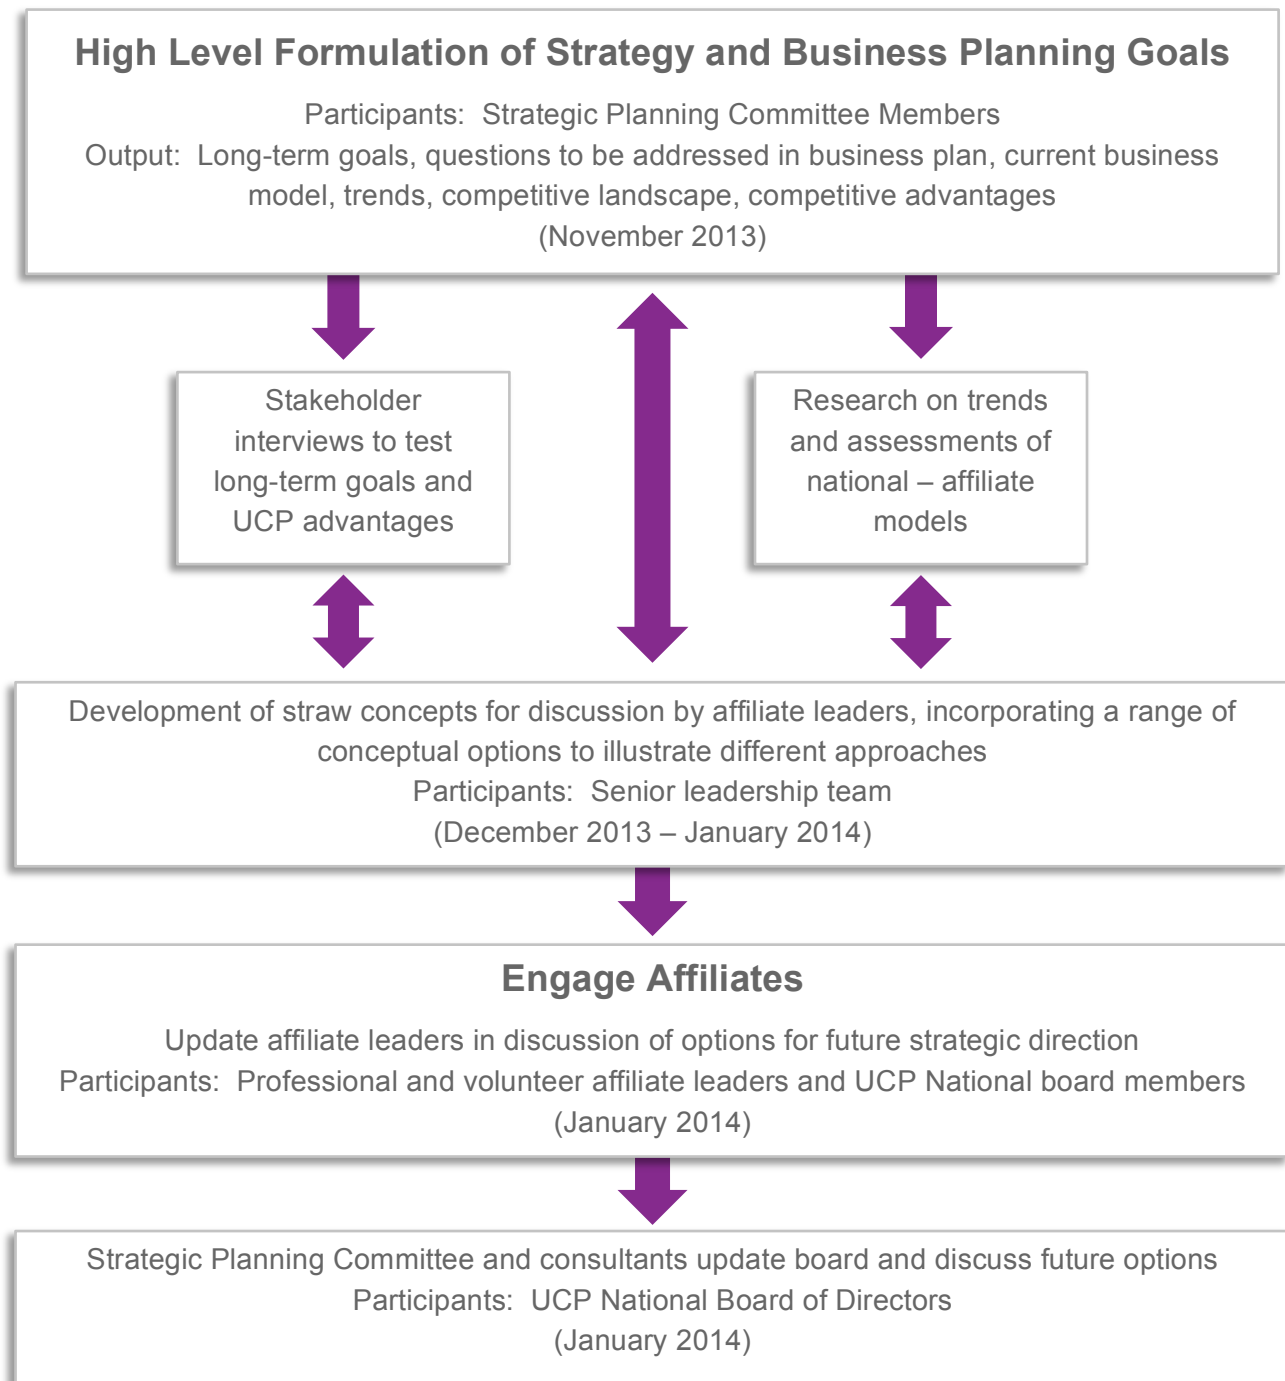 High Level Formulation of Strategy and Business Planning Goals
Participants:  Strategic Planning Committee Members
Output:  Long-term goals, questions to be addressed in business plan, current business
model, trends, competitive landscape, competitive advantages
(November 2013)
Stakeholder
interviews to test
long-term goals and
UCP advantages
Research on trends
and assessments of
national – affiliate
models
Development of straw concepts for discussion by affiliate leaders, incorporating a range of
conceptual options to illustrate different approaches
Participants:  Senior leadership team
(December 2013 – January 2014)
Engage Affiliates
Update affiliate leaders in discussion of options for future strategic direction
Participants:  Professional and volunteer affiliate leaders and UCP National board members
(January 2014)
Strategic Planning Committee and consultants update board and discuss future options
Participants:  UCP National Board of Directors
(January 2014)